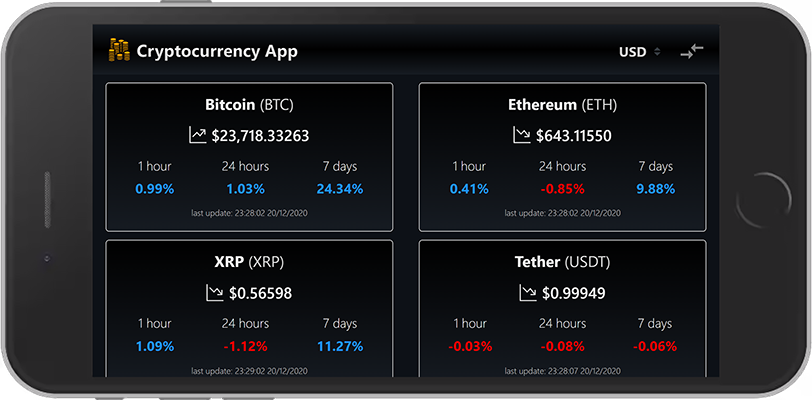 Cryptocurrency App
USD
Bitcoin (BTC)
$23,718.33263
1 hour 24 hours 7 days
0.99% 1.03% 24.34%
last update: 23:28:02 20/12/2020
Ethereum (ETH)
$643.11550
1 hour 24 hours 7 days
0.41% -0.85% 9.88%
last update: 23:28:02 20/12/2020
XRP (XRP)
$0.56598
1 hour 24 hours 7 days
1.09% -1.12% 11.27%
last update: 23:29:02 20/12/2020
Tether (USDT)
$0.99949
1 hour 24 hours 7 days
-0.03% -0.08% -0.06%
last update: 23:28:07 20/12/2020